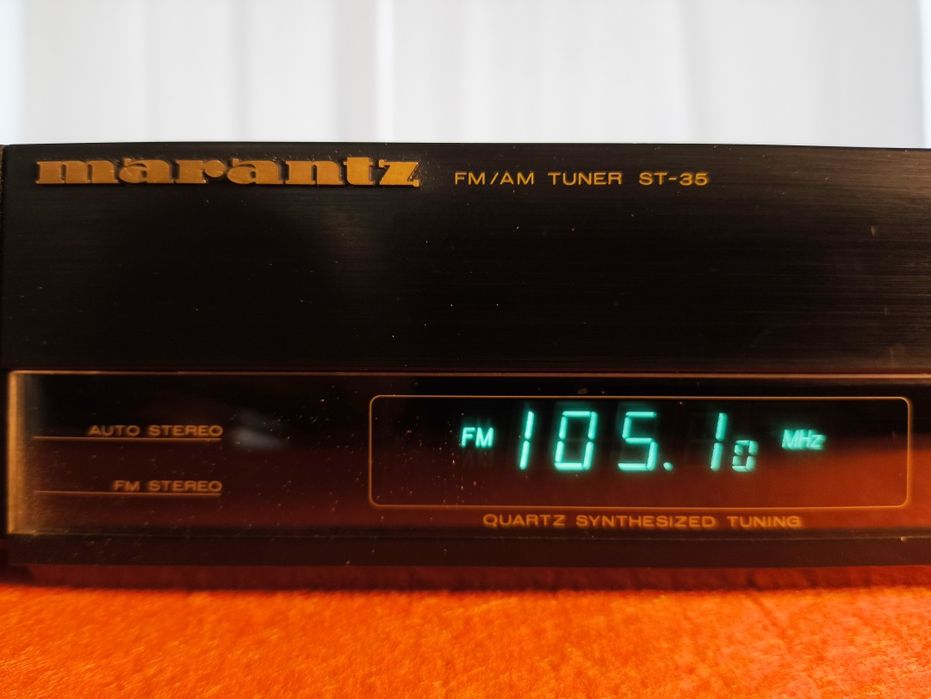 marantz FM/AM TUNER ST-35
AUTO STEREO
FM 105.10 MHz
FM STEREO
QUARTZ SYNTHESIZED TUNING